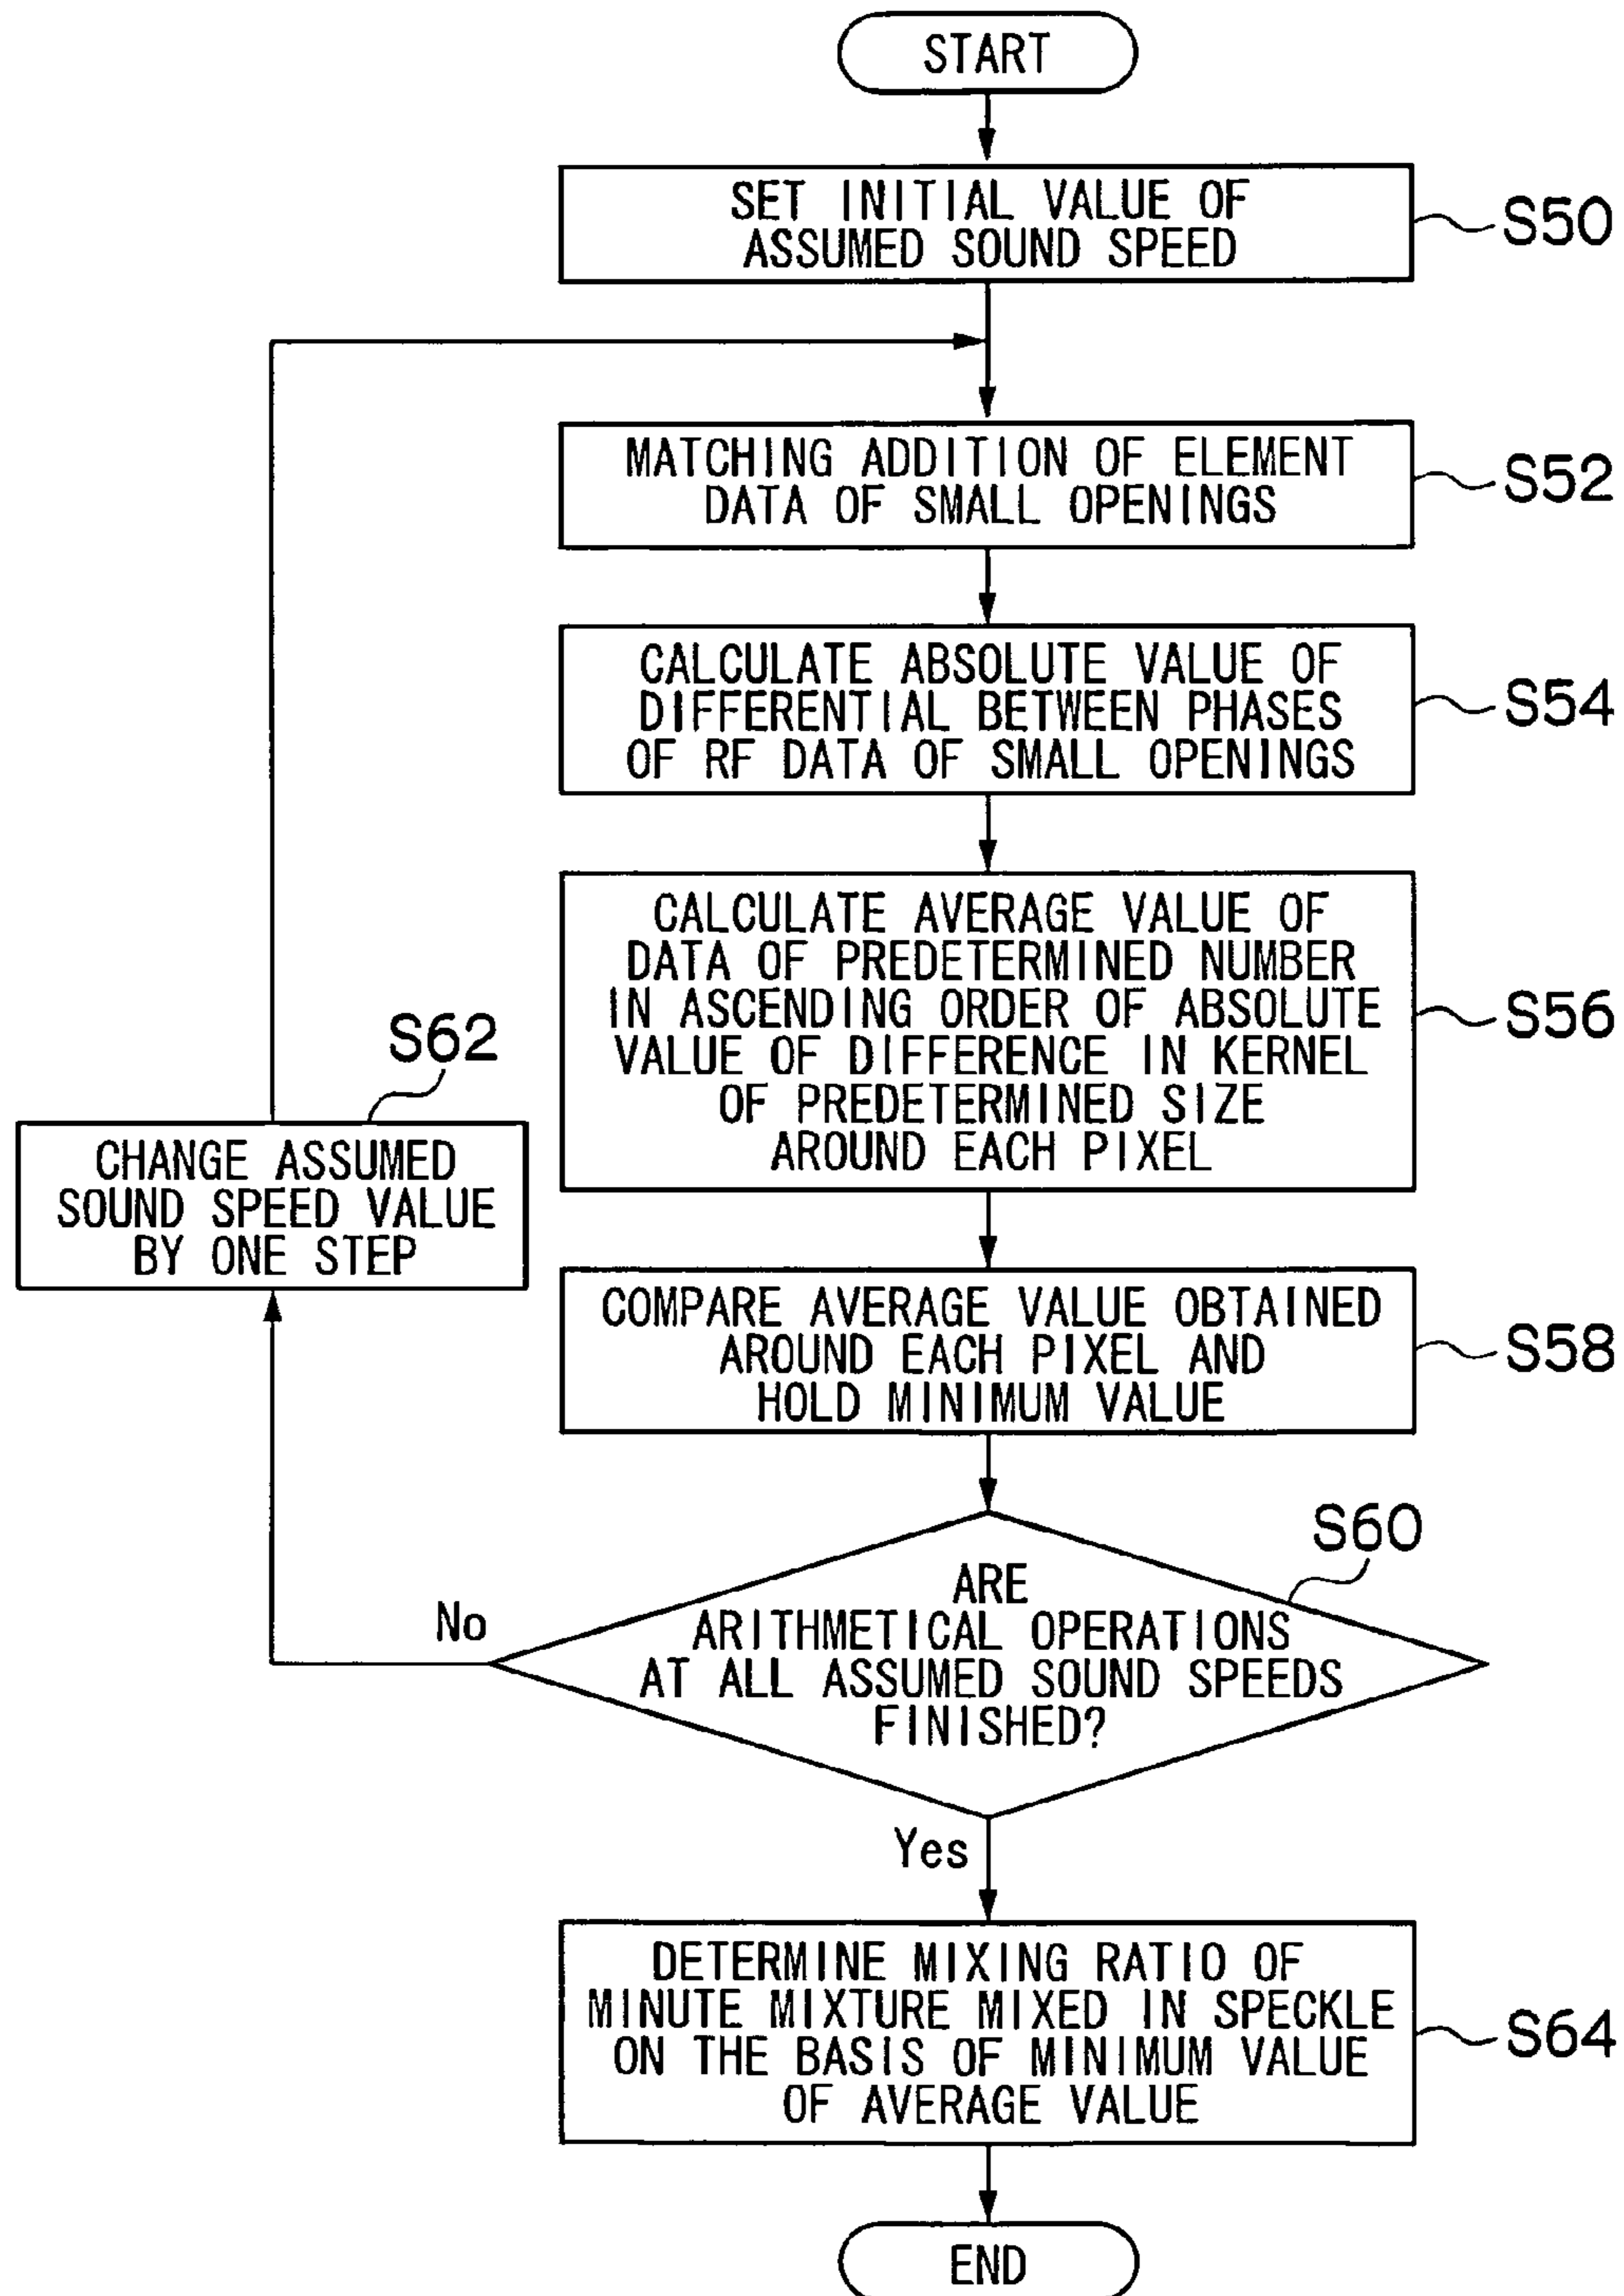 START
SET INITIAL VALUE OF
ASSUMED SOUND SPEED
S50
MATCHING ADDITION OF ELEMENT
DATA OF SMALL OPENINGS
S52
CALCULATE ABSOLUTE VALUE OF
DIFFERENTIAL BETWEEN PHASES
OF RF DATA OF SMALL OPENINGS
S54
CALCULATE AVERAGE VALUE OF
DATA OF PREDETERMINED NUMBER
IN ASCENDING ORDER OF ABSOLUTE
VALUE OF DIFFERENCE IN KERNEL
OF PREDETERMINED SIZE
AROUND EACH PIXEL
S56
S62
CHANGE ASSUMED
SOUND SPEED VALUE
BY ONE STEP
COMPARE AVERAGE VALUE OBTAINED
AROUND EACH PIXEL AND
HOLD MINIMUM VALUE
S58
S60
ARE
ARITHMETICAL OPERATIONS
AT ALL ASSUMED SOUND SPEEDS
FINISHED?
No
Yes
DETERMINE MIXING RATIO OF
MINUTE MIXTURE MIXED IN SPECKLE
ON THE BASIS OF MINIMUM VALUE
OF AVERAGE VALUE
S64
END